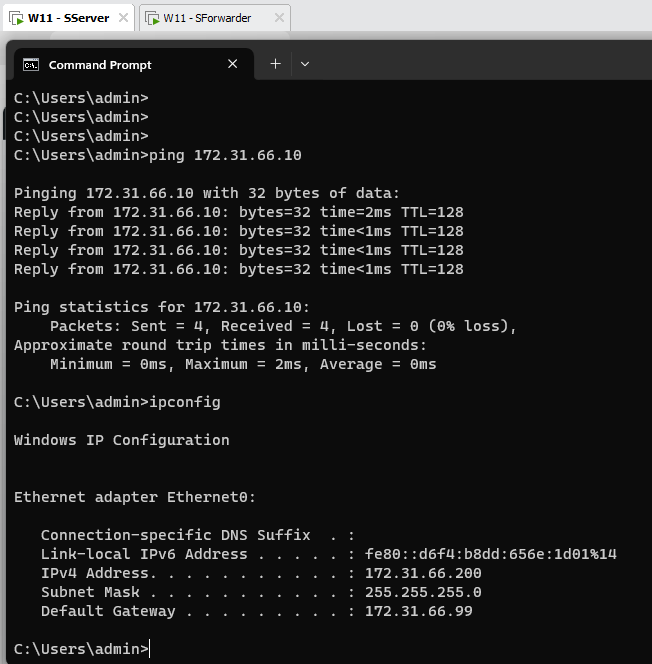 W11 - SServer
W11 - SForwarder
Command Prompt
C:\Users\admin>
C:\Users\admin>
C:\Users\admin>
C:\Users\admin>ping 172.31.66.10
Pinging 172.31.66.10 with 32 bytes of data:
Reply from 172.31.66.10: bytes=32 time=2ms TTL=128
Reply from 172.31.66.10: bytes=32 time<1ms TTL=128
Reply from 172.31.66.10: bytes=32 time<1ms TTL=128
Reply from 172.31.66.10: bytes=32 time<1ms TTL=128
Ping statistics for 172.31.66.10:
    Packets: Sent = 4, Received = 4, Lost = 0 (0% loss),
Approximate round trip times in milli-seconds:
    Minimum = 0ms, Maximum = 2ms, Average = 0ms
C:\Users\admin>ipconfig
Windows IP Configuration
Ethernet adapter Ethernet0:
   Connection-specific DNS Suffix  . :
   Link-local IPv6 Address . . . . . : fe80::d6f4:b8dd:656e:1d01%14
   IPv4 Address. . . . . . . . . . . : 172.31.66.200
   Subnet Mask . . . . . . . . . . . : 255.255.255.0
   Default Gateway . . . . . . . . . : 172.31.66.99
C:\Users\admin>